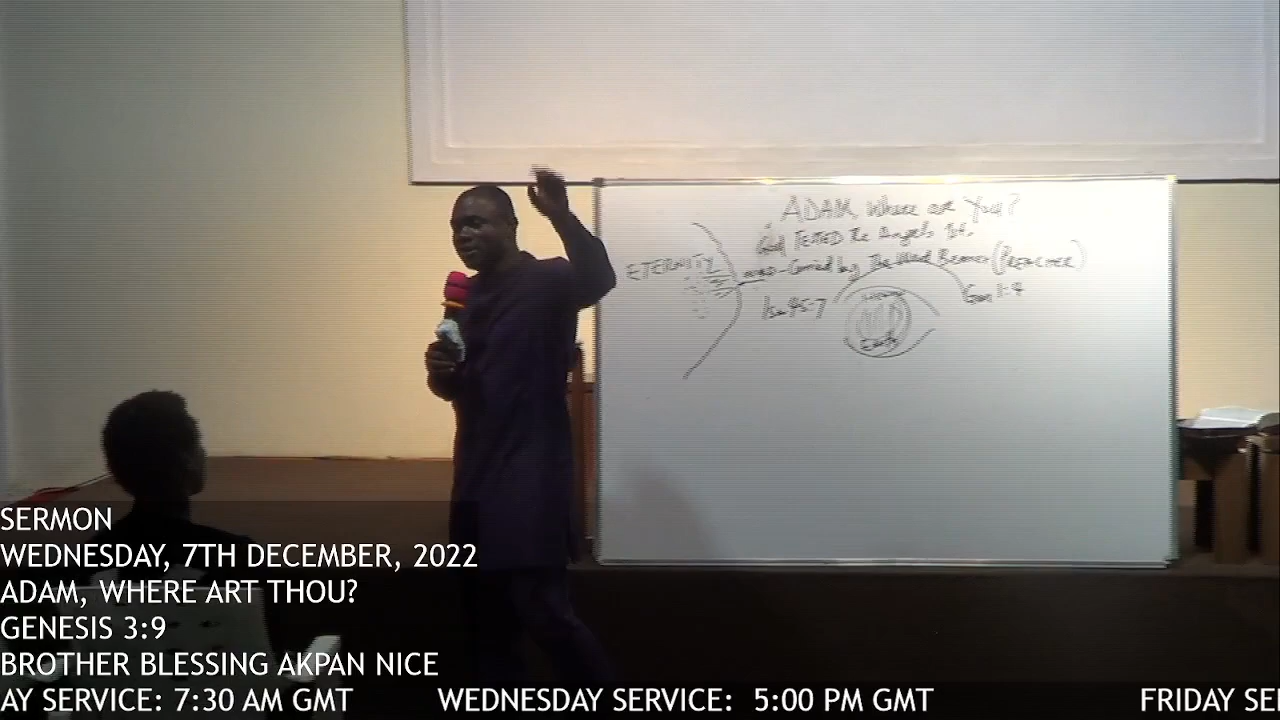 ADAM, Where are You?
God TESTED the Angels 1st.
ETERNITY
Carried by The Word Bearer (PREACHER)
Isa 45:7
Gen 1:4
Earth
SERMON
WEDNESDAY, 7TH DECEMBER, 2022
ADAM, WHERE ART THOU?
GENESIS 3:9
BROTHER BLESSING AKPAN NICE
AY SERVICE: 7:30 AM GMT WEDNESDAY SERVICE: 5:00 PM GMT FRIDAY SE